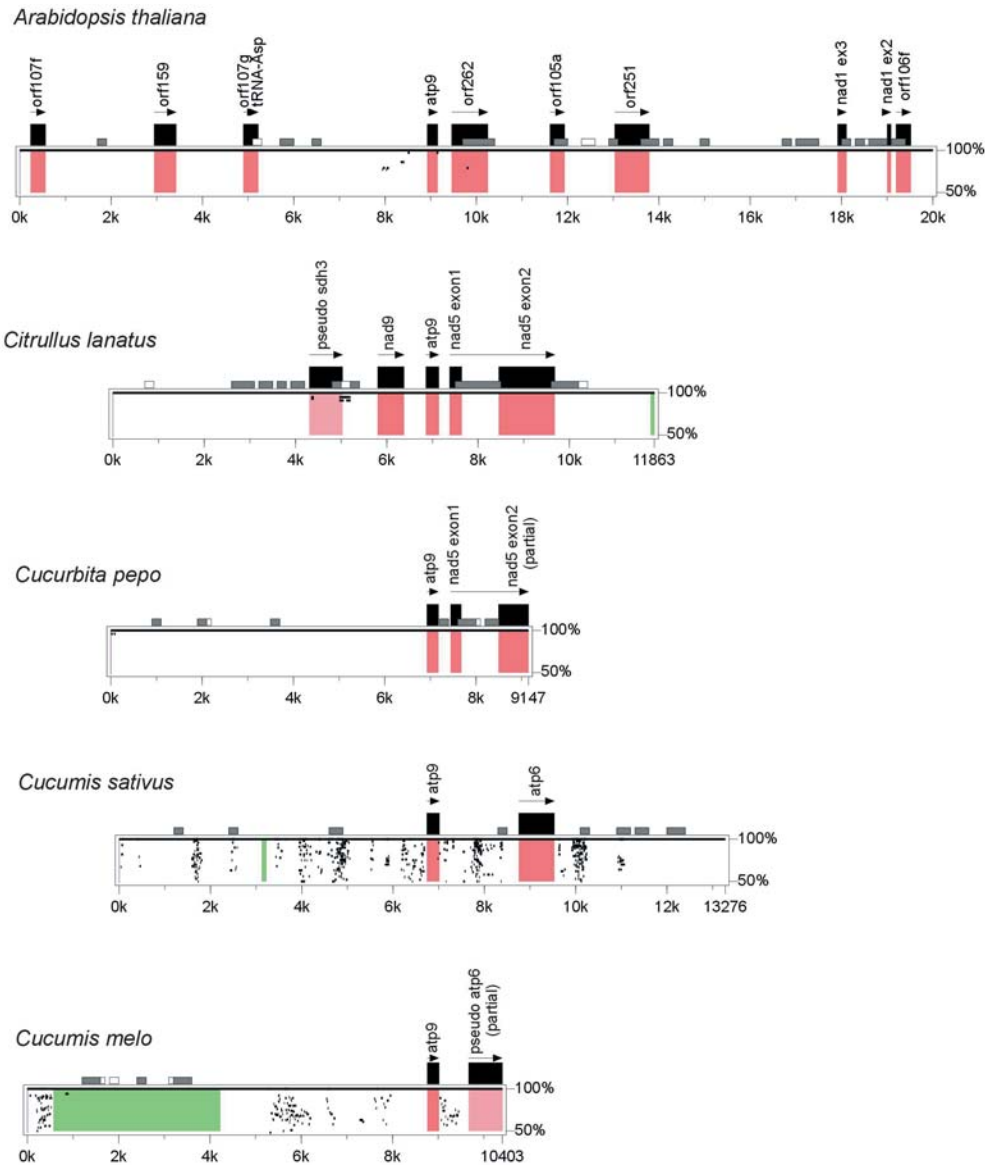 Arabidopsis thaliana
orf107f
orf159
orf107g
tRNA-Asp
atp9
orf262
orf105a
orf251
nad1 ex3
nad1 ex2
orf106f
100%
50%
0k 2k 4k 6k 8k 10k 12k 14k 16k 18k 20k
Citrullus lanatus
pseudo sdh3
nad9
atp9
nad5 exon1
nad5 exon2
100%
50%
0k 2k 4k 6k 8k 10k 11863
Cucurbita pepo
atp9
nad5 exon1
nad5 exon2
(partial)
100%
50%
0k 2k 4k 6k 8k 9147
Cucumis sativus
atp9
atp6
100%
50%
0k 2k 4k 6k 8k 10k 12k 13276
Cucumis melo
atp9
pseudo atp6
(partial)
100%
50%
0k 2k 4k 6k 8k 10403